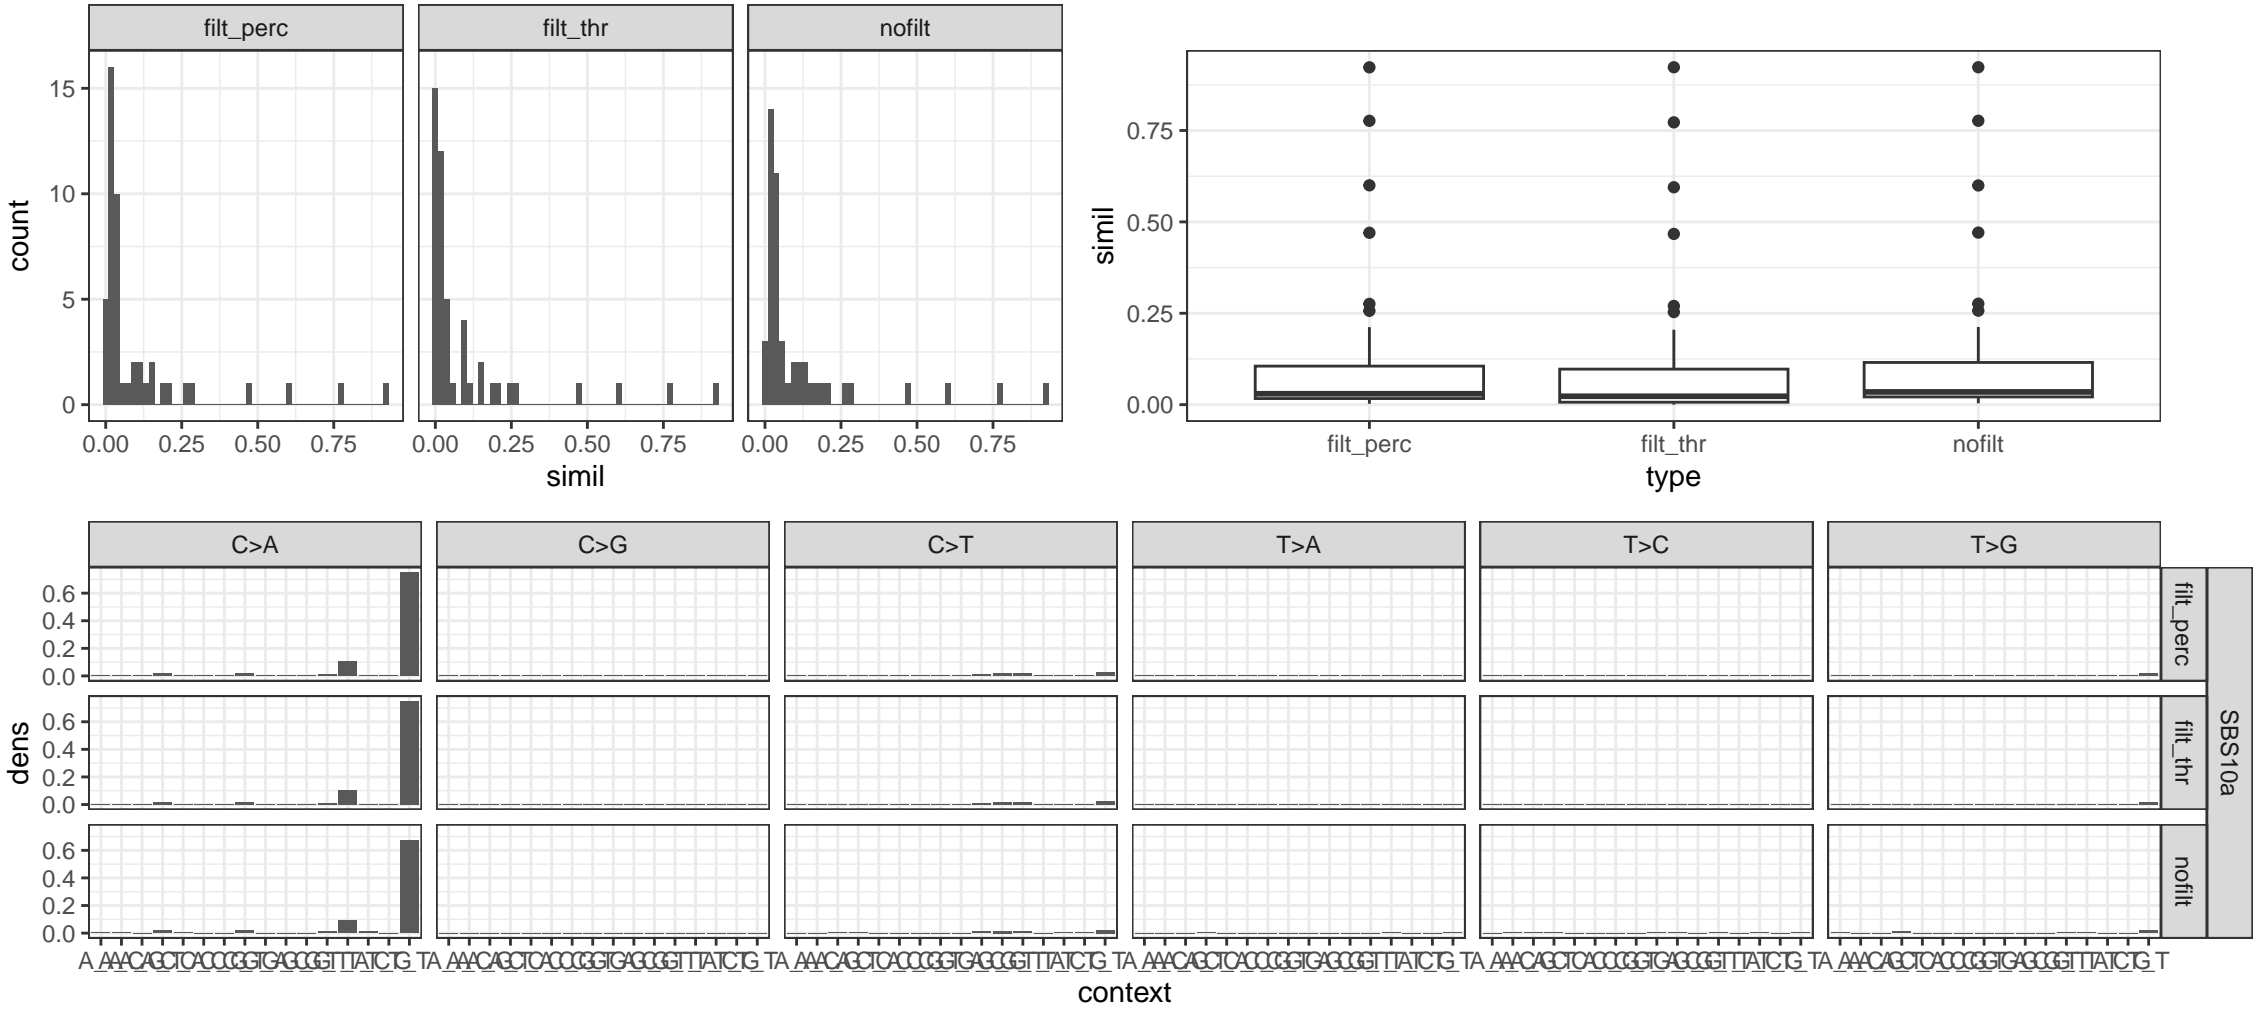 filt_perc filt_thr nofilt
count
15
10
5
0
0.00 0.25 0.50 0.75 0.00 0.25 0.50 0.75 0.00 0.25 0.50 0.75
simil
simil
0.75
0.50
0.25
0.00
filt_perc filt_thr nofilt
type
C>A C>G C>T T>A T>C T>G
dens
0.6
0.4
0.2
0.0
filt_perc
0.6
0.4
0.2
0.0
filt_thr
0.6
0.4
0.2
0.0
nofilt
SBS10a
context